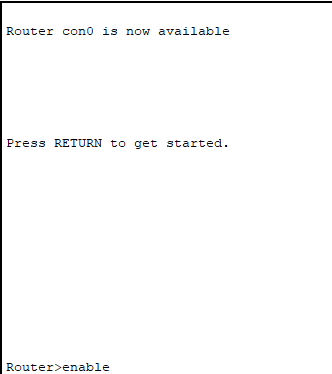 Router con0 is now available
Press RETURN to get started.
Router>enable